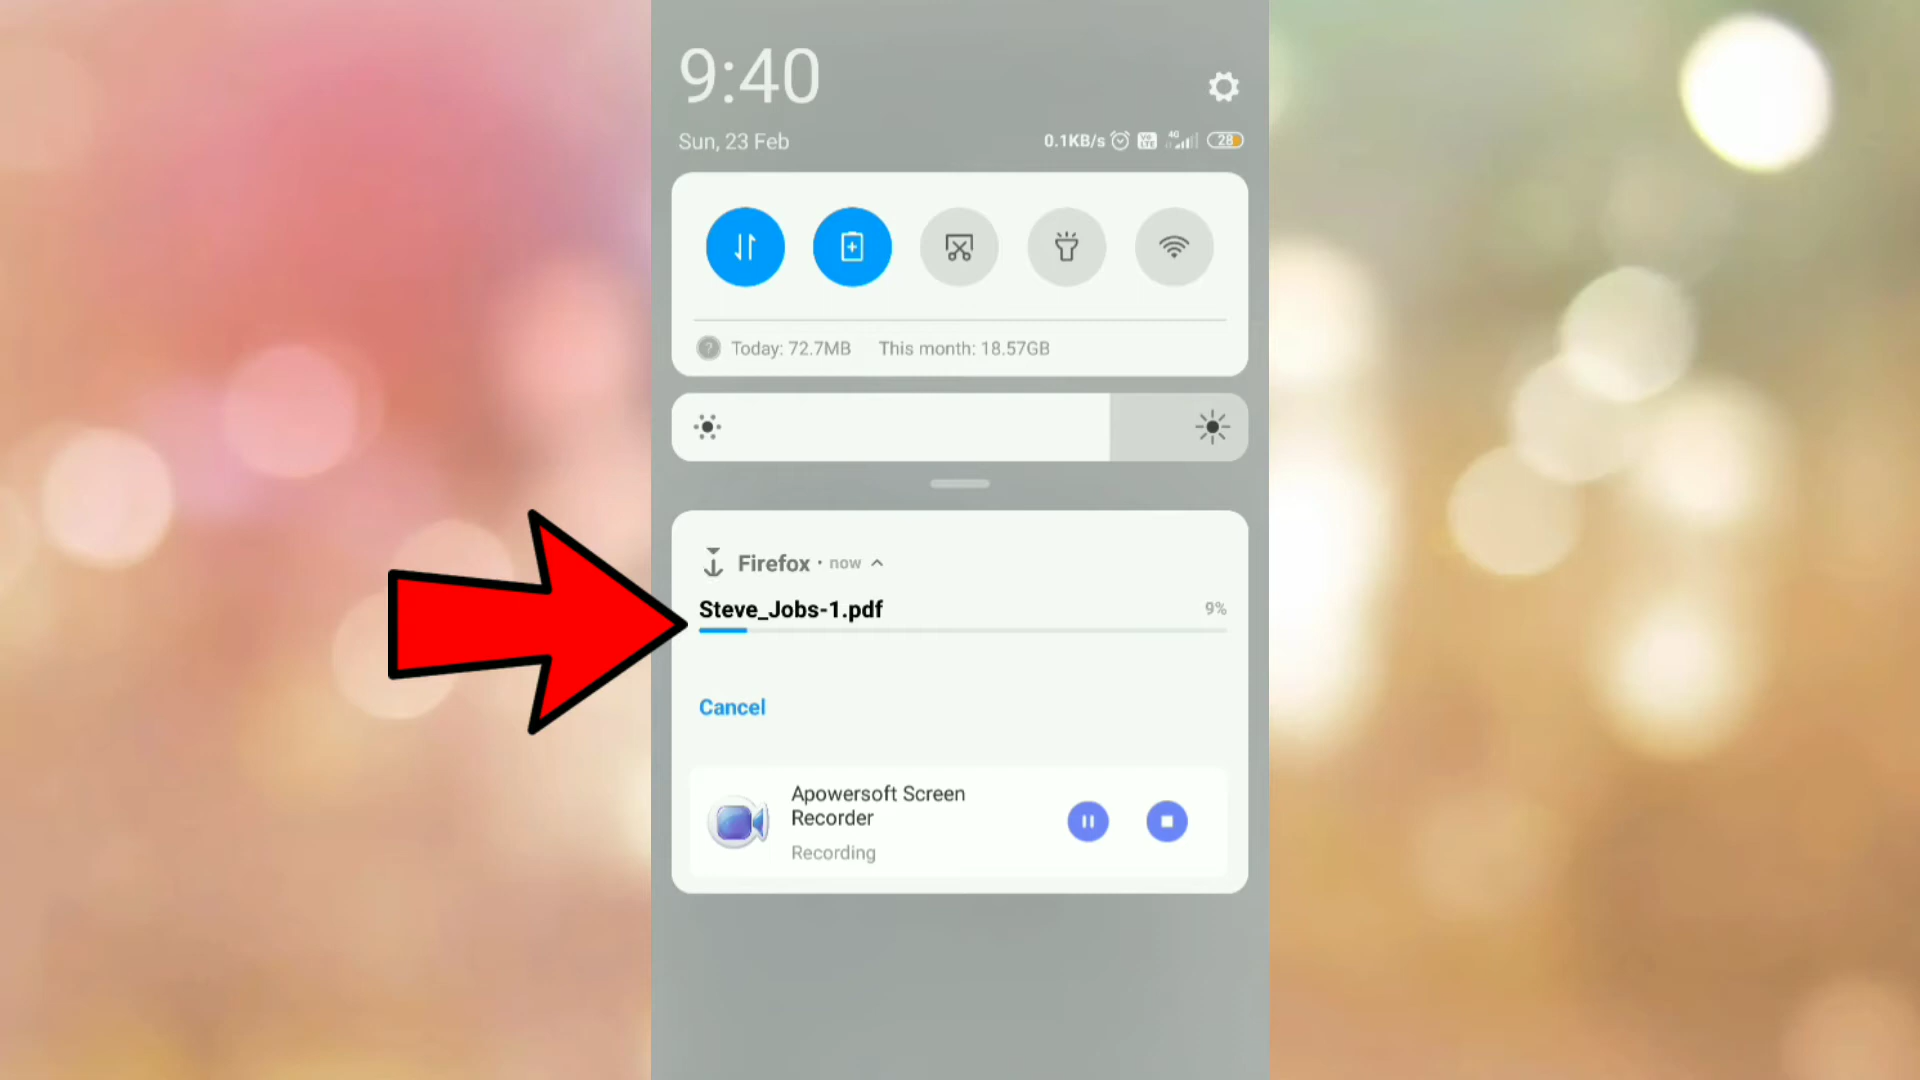 9:40
Sun, 23 Feb
0.1KB/s 4G 28
Today: 72.7MB This month: 18.57GB
Firefox · now
Steve_Jobs-1.pdf 9%
Cancel
Apowersoft Screen
Recorder
Recording